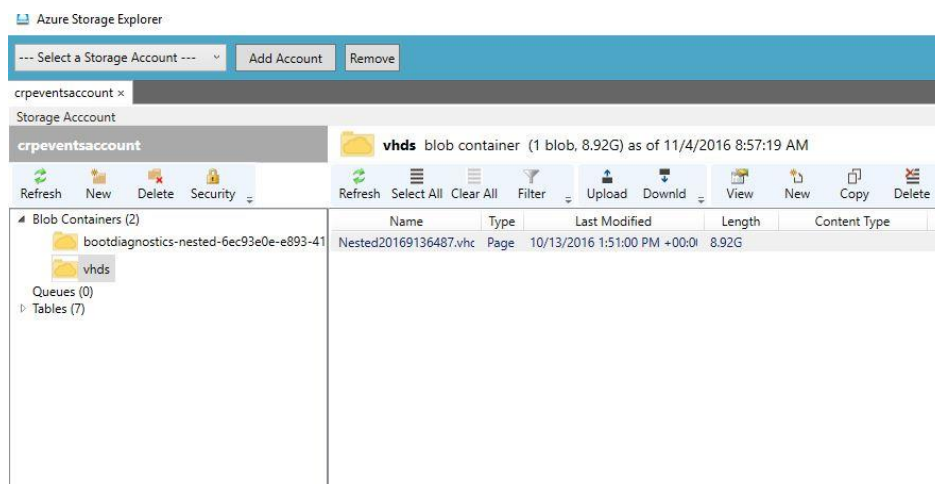 Azure Storage Explorer
--- Select a Storage Account --- Add Account Remove
crpeventsaccount ×
Storage Acccount
crpeventsaccount
vhds blob container (1 blob, 8.92G) as of 11/4/2016 8:57:19 AM
Refresh New Delete Security
Refresh Select All Clear All Filter Upload Downld View New Copy Delete
Blob Containers (2)
bootdiagnostics-nested-6ec93e0e-e893-41
vhds
Queues (0)
Tables (7)
Name Type Last Modified Length Content Type
Nested20169136487.vhc Page 10/13/2016 1:51:00 PM +00:0 8.92G